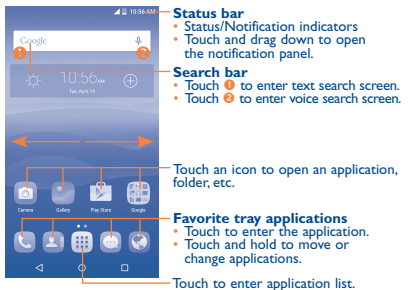 10:56 AM
Status bar
• Status/Notification indicators
• Touch and drag down to open
the notification panel.
Google
1
2
Search bar
• Touch 1 to enter text search screen.
• Touch 2 to enter voice search screen.
10:56AM
Tue, April 14
Touch an icon to open an application,
folder, etc.
Camera
Gallery
Play Store
Google
Favorite tray applications
• Touch to enter the application.
• Touch and hold to move or
change applications.
Touch to enter application list.